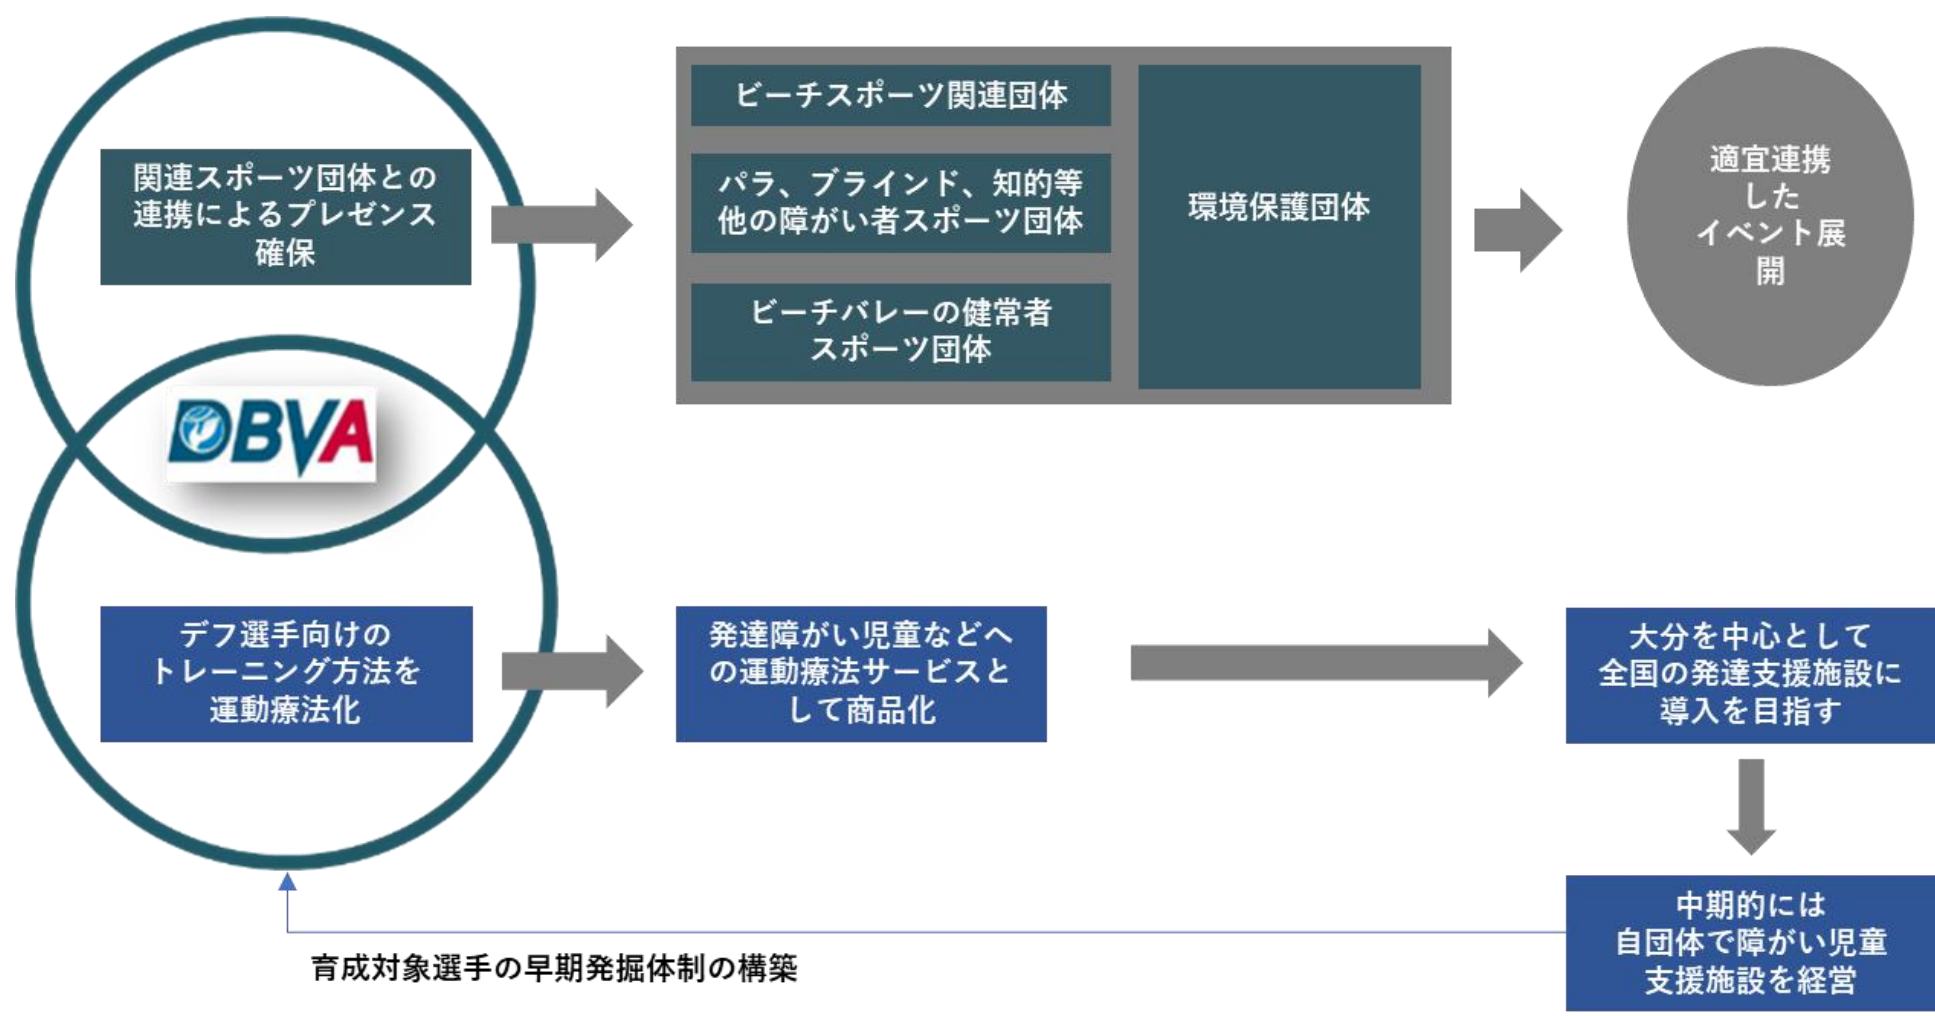 関連スポーツ団体との
連携によるプレゼンス
確保
ビーチスポーツ関連団体
パラ、ブラインド、知的等
他の障がい者スポーツ団体
ビーチバレーの健常者
スポーツ団体
環境保護団体
適宜連携
した
イベント展
開
DBVA
デフ選手向けの
トレーニング方法を
運動療法化
発達障がい児童などへ
の運動療法サービスと
して商品化
大分を中心として
全国の発達支援施設に
導入を目指す
中期的には
自団体で障がい児童
支援施設を経営
育成対象選手の早期発掘体制の構築